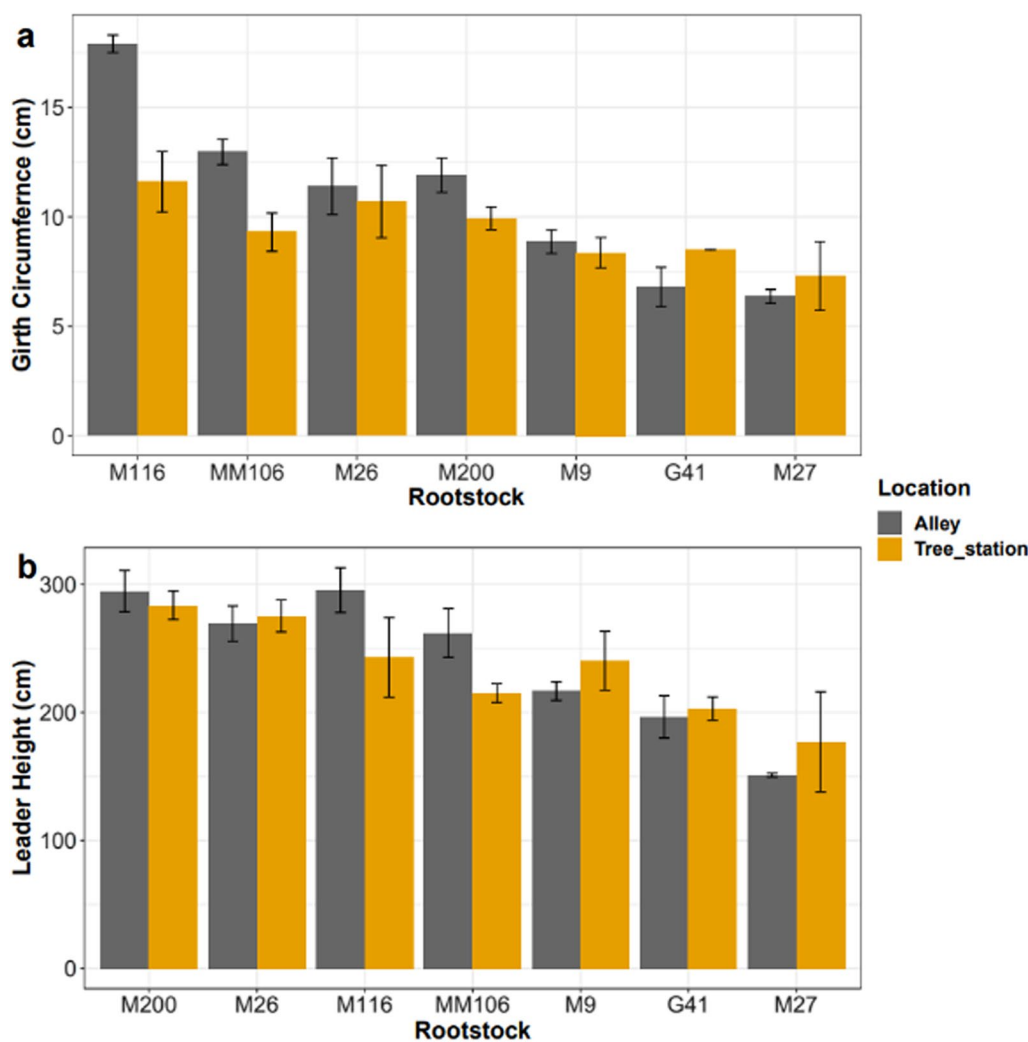 a
Girth Circumfernce (cm)
15
10
5
0
M116 MM106 M26 M200 M9 G41 M27
Rootstock
Location
Alley
Tree_station
b
Leader Height (cm)
300
200
100
0
M200 M26 M116 MM106 M9 G41 M27
Rootstock